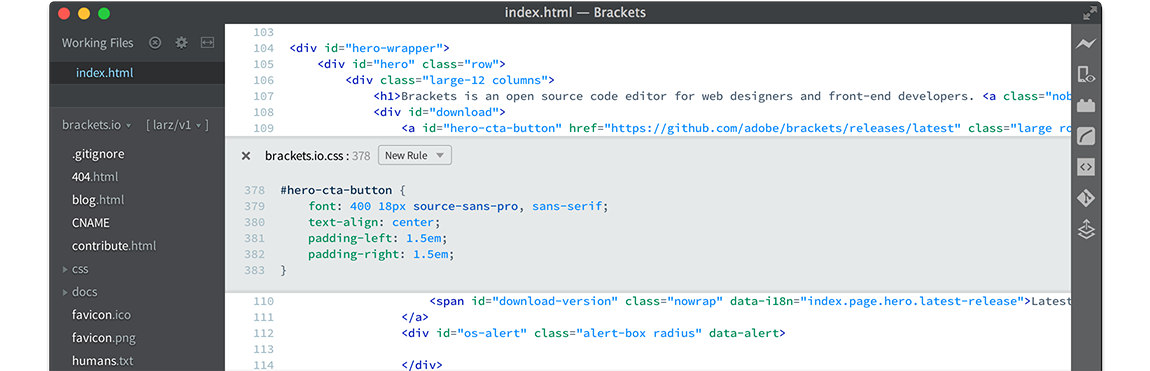 index.html — Brackets
Working Files
index.html
brackets.io [ larz/v1 ]
.gitignore
404.html
blog.html
CNAME
contribute.html
css
docs
favicon.ico
favicon.png
humans.txt
103
104 <div id="hero-wrapper">
105 <div id="hero" class="row">
106 <div class="large-12 columns">
107 <h1>Brackets is an open source code editor for web designers and front-end developers. <a class="nob
108 <div id="download">
109 <a id="hero-cta-button" href="https://github.com/adobe/brackets/releases/latest" class="large ro
× brackets.io.css : 378 New Rule
378 #hero-cta-button {
379 font: 400 18px source-sans-pro, sans-serif;
380 text-align: center;
381 padding-left: 1.5em;
382 padding-right: 1.5em;
383 }
110 <span id="download-version" class="nowrap" data-i18n="index.page.hero.latest-release">Latest
111 </a>
112 <div id="os-alert" class="alert-box radius" data-alert>
113
114 </div>